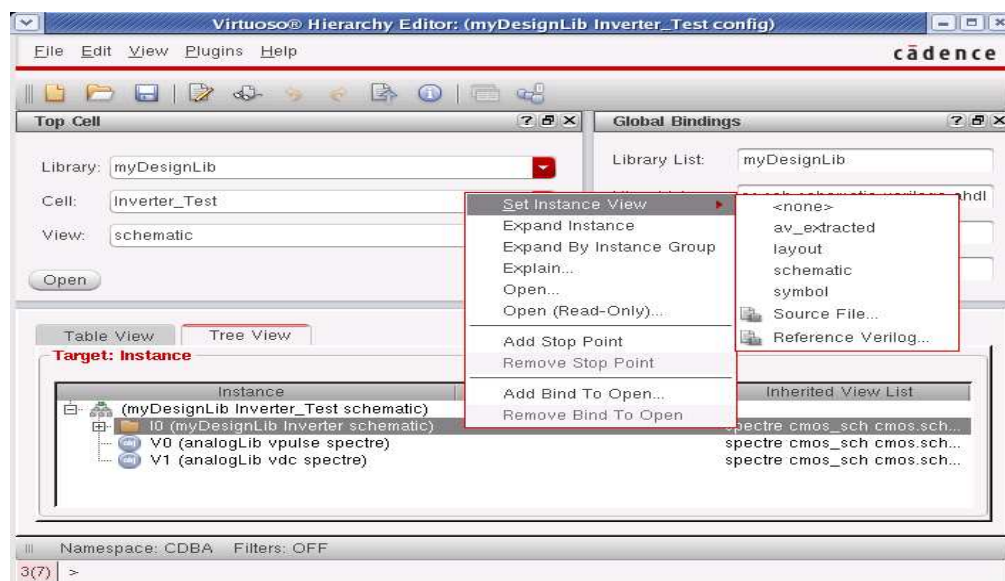 Virtuoso® Hierarchy Editor: (myDesignLib Inverter_Test config)
File Edit View Plugins Help
cādence
Top Cell
Global Bindings
Library: myDesignLib
Library List: myDesignLib
Cell: Inverter_Test
View: schematic
Open
Set Instance View
Expand Instance
Expand By Instance Group
Explain...
Open...
Open (Read-Only)...
Add Stop Point
Remove Stop Point
Add Bind To Open...
Remove Bind To Open
<none>
av_extracted
layout
schematic
symbol
Source File...
Reference Verilog...
Table View Tree View
Target: Instance
Instance Inherited View List
(myDesignLib Inverter_Test schematic)
I0 (myDesignLib Inverter schematic) spectre cmos_sch cmos.sch...
V0 (analogLib vpulse spectre) spectre cmos_sch cmos.sch...
V1 (analogLib vdc spectre) spectre cmos_sch cmos.sch...
Namespace: CDBA Filters: OFF
3(7) >